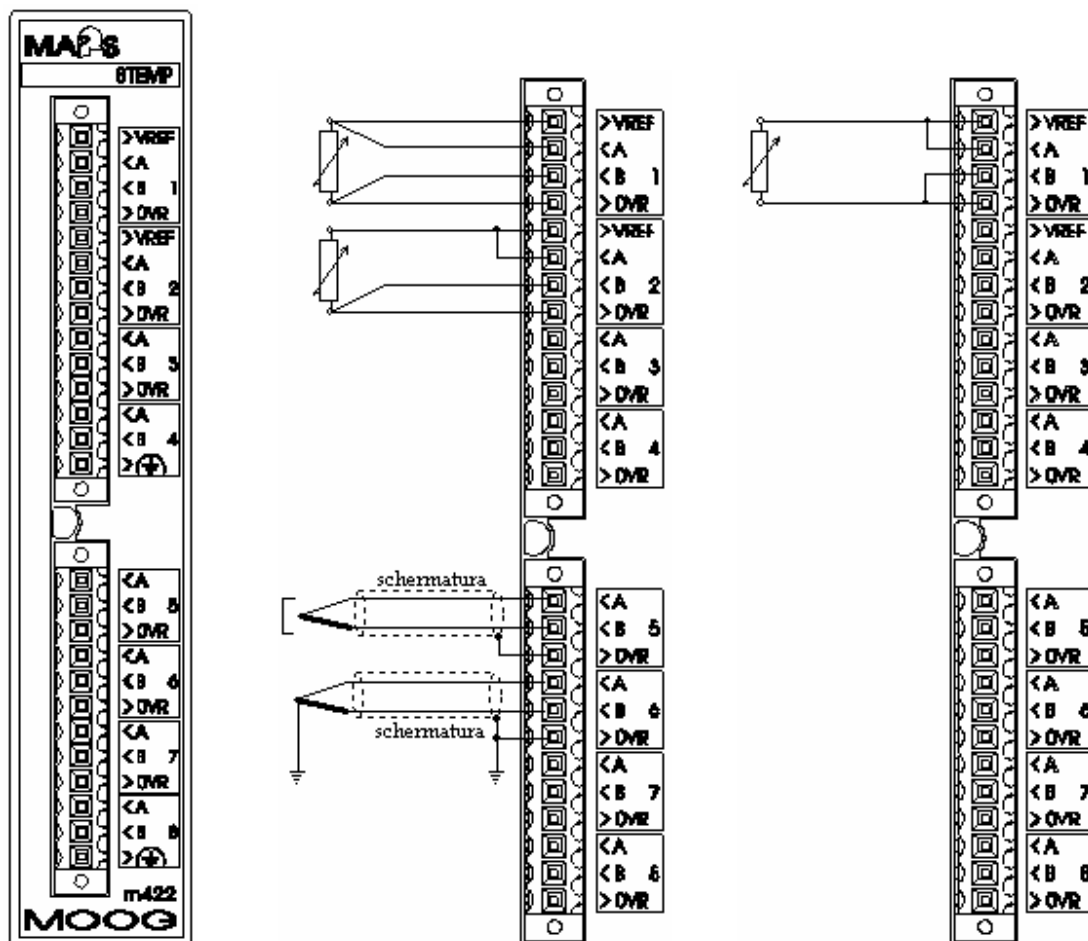 MAPS
8TEMP
>VREF
<A
<B 1
>0VR
>VREF
<A
<B 2
>0VR
<A
<B 3
>0VR
<A
<B 4
>
<A
<B 5
>0VR
<A
<B 6
>0VR
<A
<B 7
>0VR
<A
<B 8
>
m422
MOOG
>VREF
<A
<B 1
>0VR
>VREF
<A
<B 2
>0VR
<A
<B 3
>0VR
<A
<B 4
>0VR
schermatura
<A
<B 5
>0VR
<A
<B 6
>0VR
schermatura
<A
<B 7
>0VR
<A
<B 8
>0VR
>VREF
<A
<B 1
>0VR
>VREF
<A
<B 2
>0VR
<A
<B 3
>0VR
<A
<B 4
>0VR
<A
<B 5
>0VR
<A
<B 6
>0VR
<A
<B 7
>0VR
<A
<B 8
>0VR